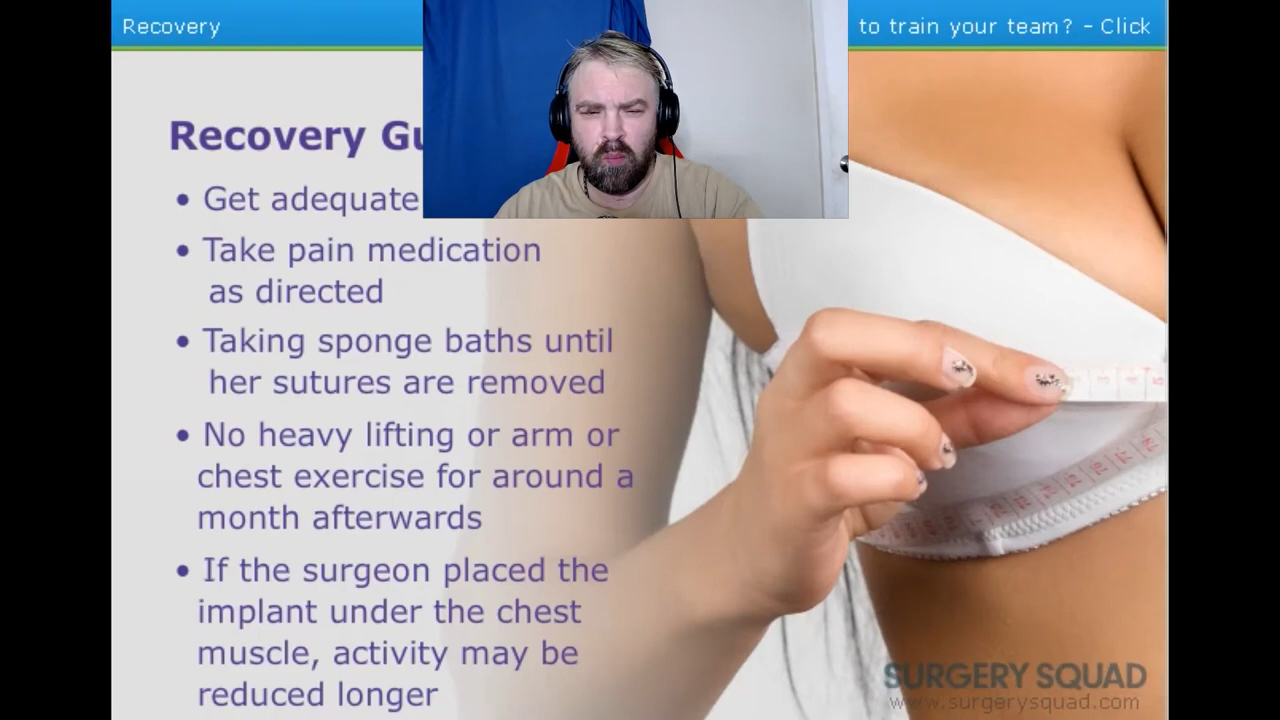 Recovery
to train your team? - Click
Recovery Gu
• Get adequate
• Take pain medication
as directed
• Taking sponge baths until
her sutures are removed
• No heavy lifting or arm or
chest exercise for around a
month afterwards
• If the surgeon placed the
implant under the chest
muscle, activity may be
reduced longer
SURGERY SQUAD
www.surgerysquad.com